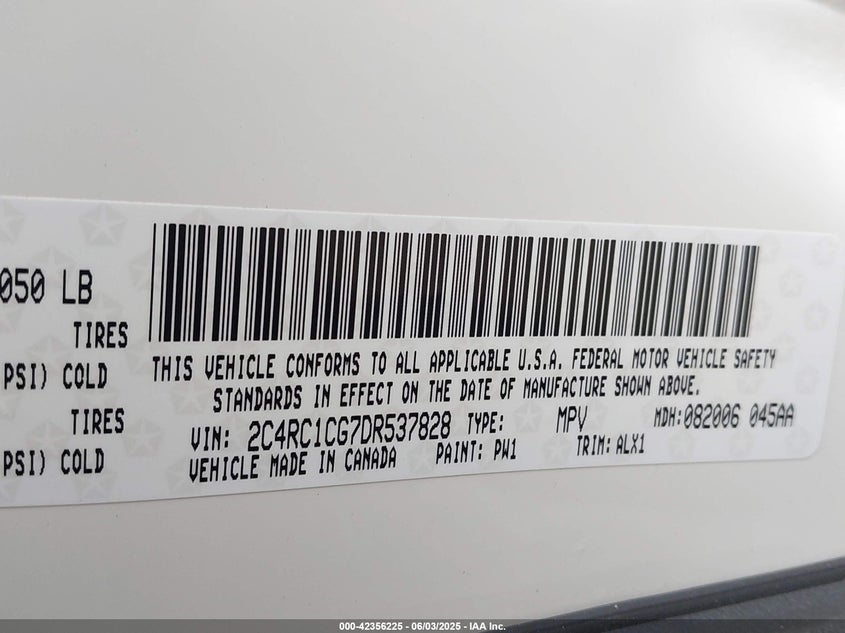 050 LB
TIRES
PSI) COLD
TIRES
PSI) COLD
THIS VEHICLE CONFORMS TO ALL APPLICABLE U.S.A. FEDERAL MOTOR VEHICLE SAFETY
STANDARDS IN EFFECT ON THE DATE OF MANUFACTURE SHOWN ABOVE.
VIN: 2C4RC1CG7DR537828 TYPE: MPV MDH:082006 045AA
VEHICLE MADE IN CANADA PAINT: PW1 TRIM: ALX1
000-42356225 - 06/03/2025 - IAA Inc.